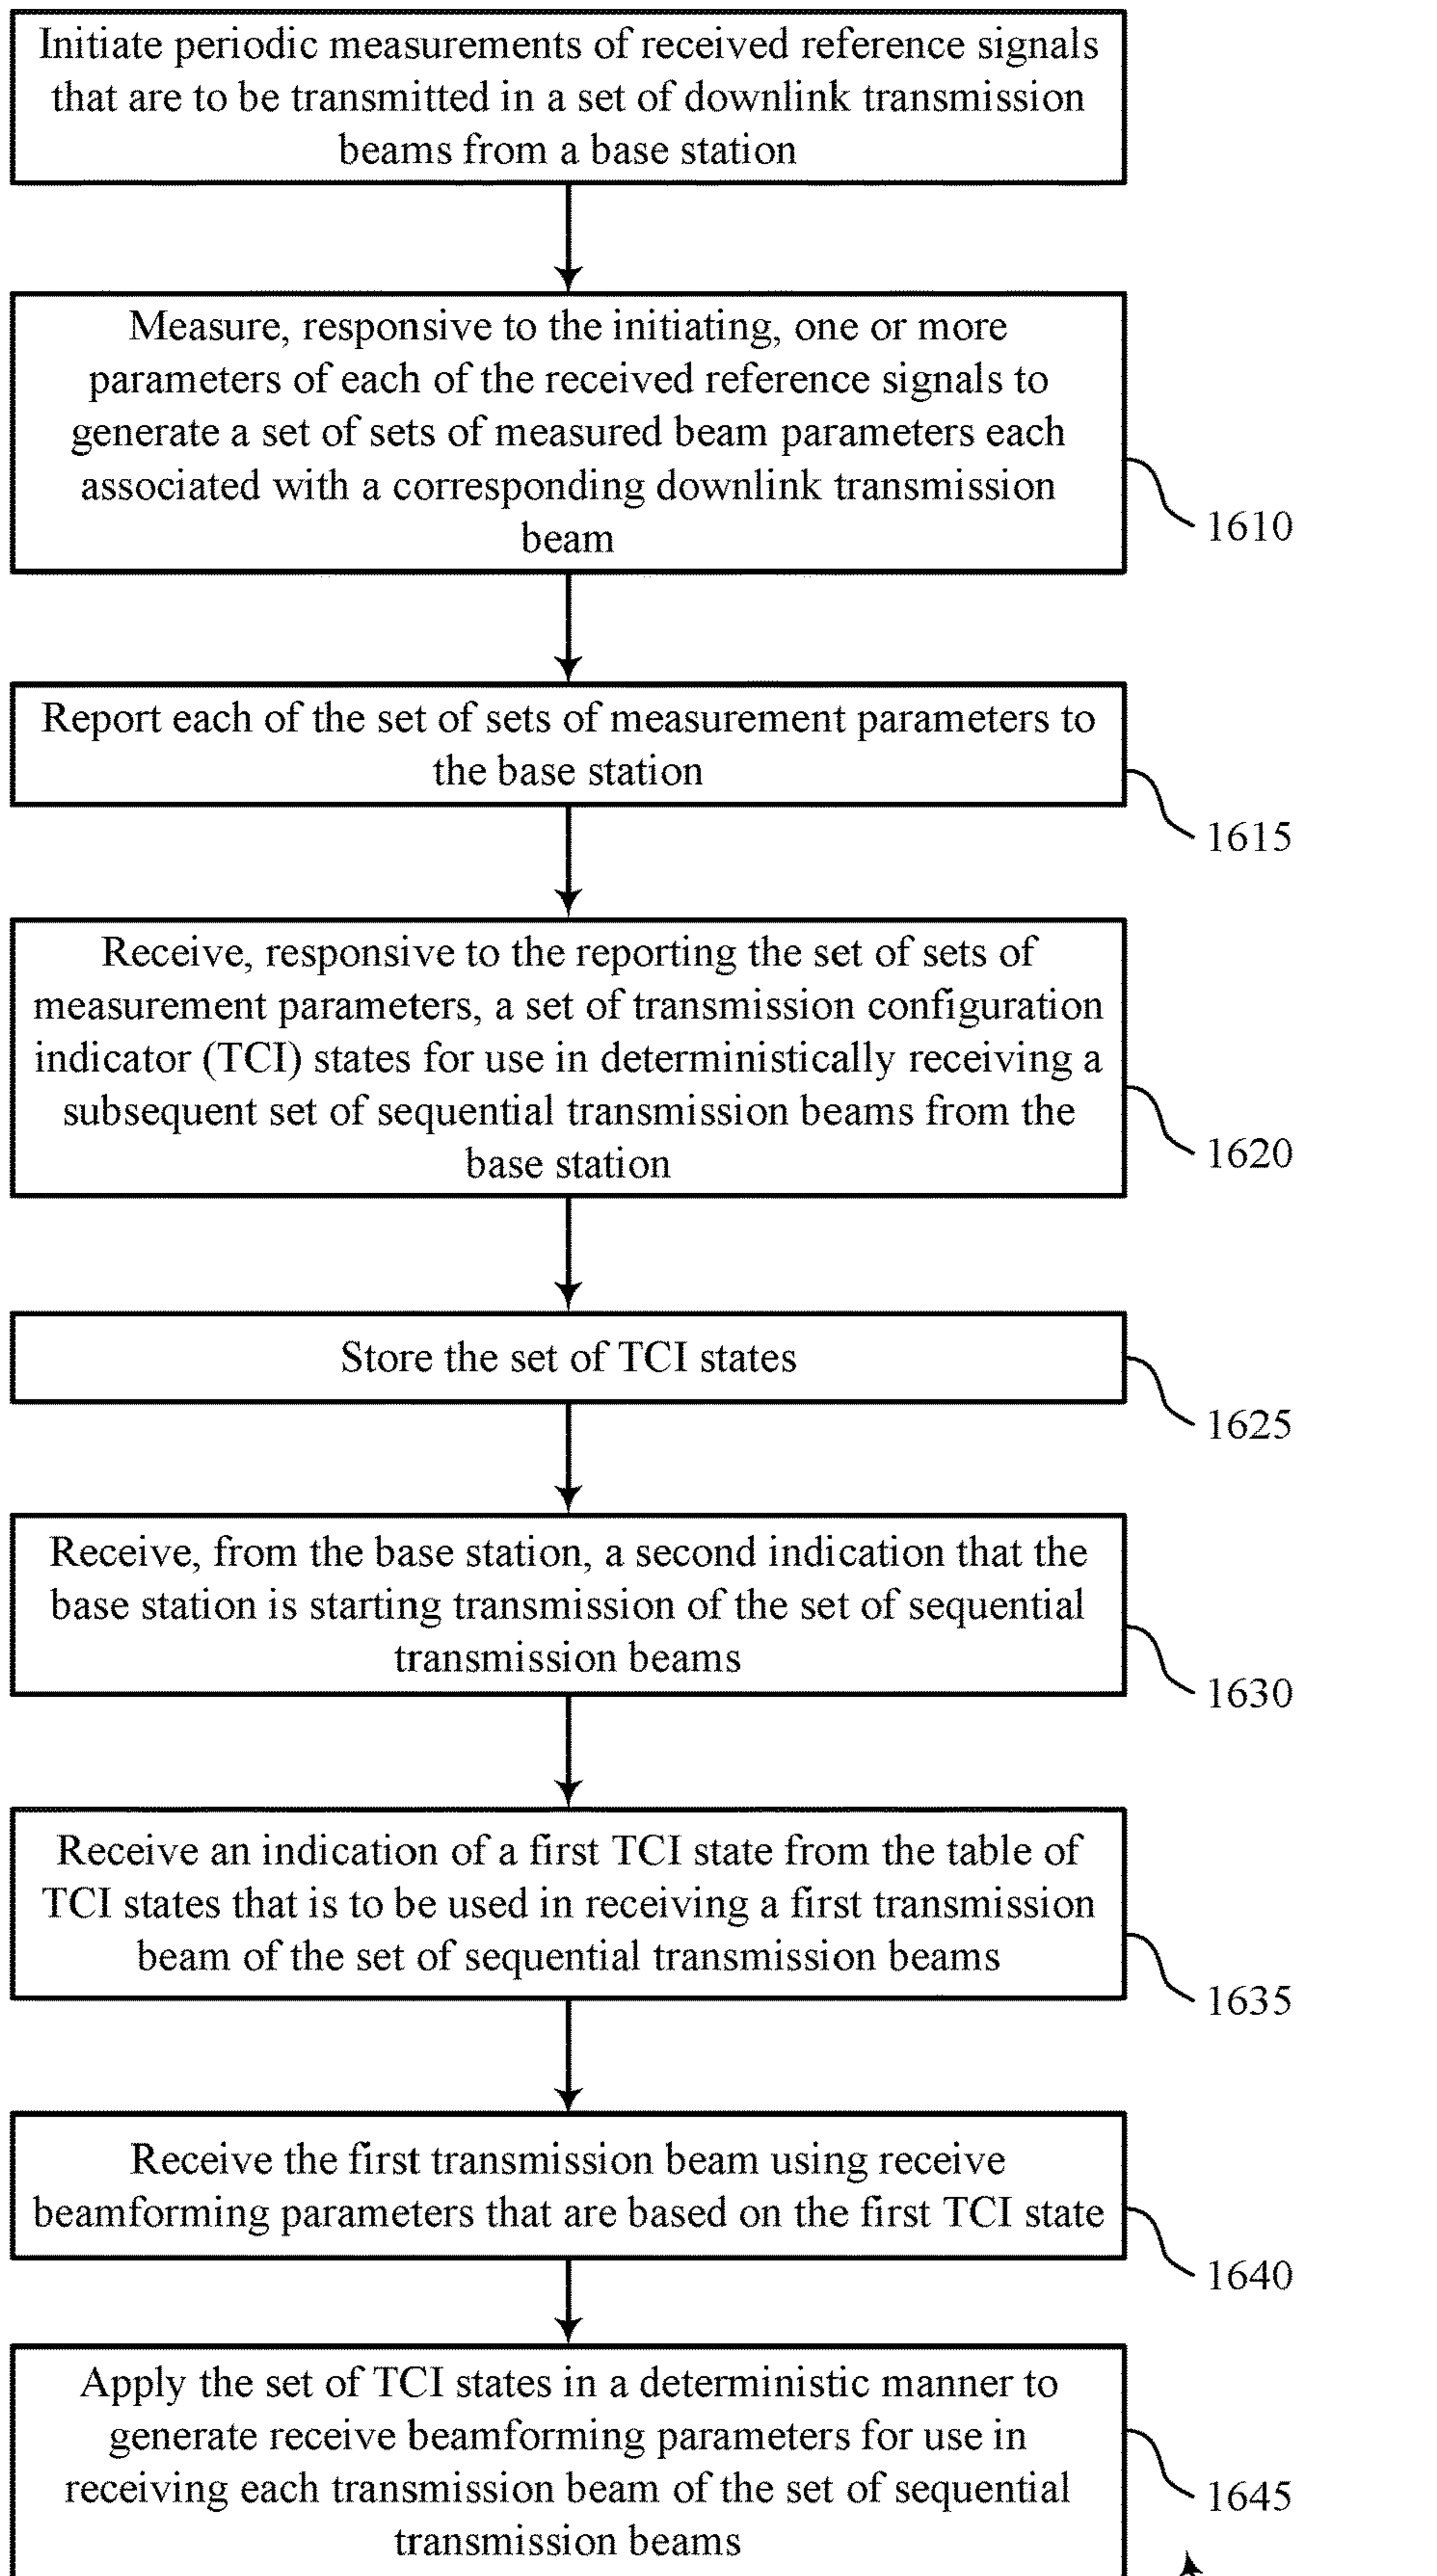 Initiate periodic measurements of received reference signals
that are to be transmitted in a set of downlink transmission
beams from a base station
Measure, responsive to the initiating, one or more
parameters of each of the received reference signals to
generate a set of sets of measured beam parameters each
associated with a corresponding downlink transmission
beam
1610
Report each of the set of sets of measurement parameters to
the base station
1615
Receive, responsive to the reporting the set of sets of
measurement parameters, a set of transmission configuration
indicator (TCI) states for use in deterministically receiving a
subsequent set of sequential transmission beams from the
base station
1620
Store the set of TCI states
1625
Receive, from the base station, a second indication that the
base station is starting transmission of the set of sequential
transmission beams
1630
Receive an indication of a first TCI state from the table of
TCI states that is to be used in receiving a first transmission
beam of the set of sequential transmission beams
1635
Receive the first transmission beam using receive
beamforming parameters that are based on the first TCI state
1640
Apply the set of TCI states in a deterministic manner to
generate receive beamforming parameters for use in
receiving each transmission beam of the set of sequential
transmission beams
1645